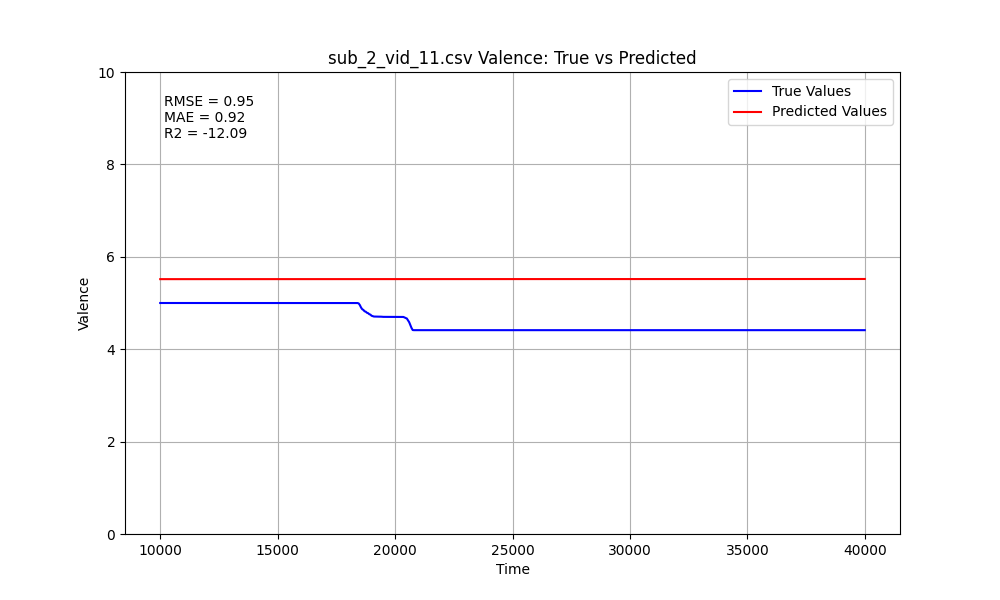 sub_2_vid_11.csv Valence: True vs Predicted
RMSE = 0.95
MAE = 0.92
R2 = -12.09
True Values
Predicted Values
10
8
6
4
2
0
Valence
10000 15000 20000 25000 30000 35000 40000
Time